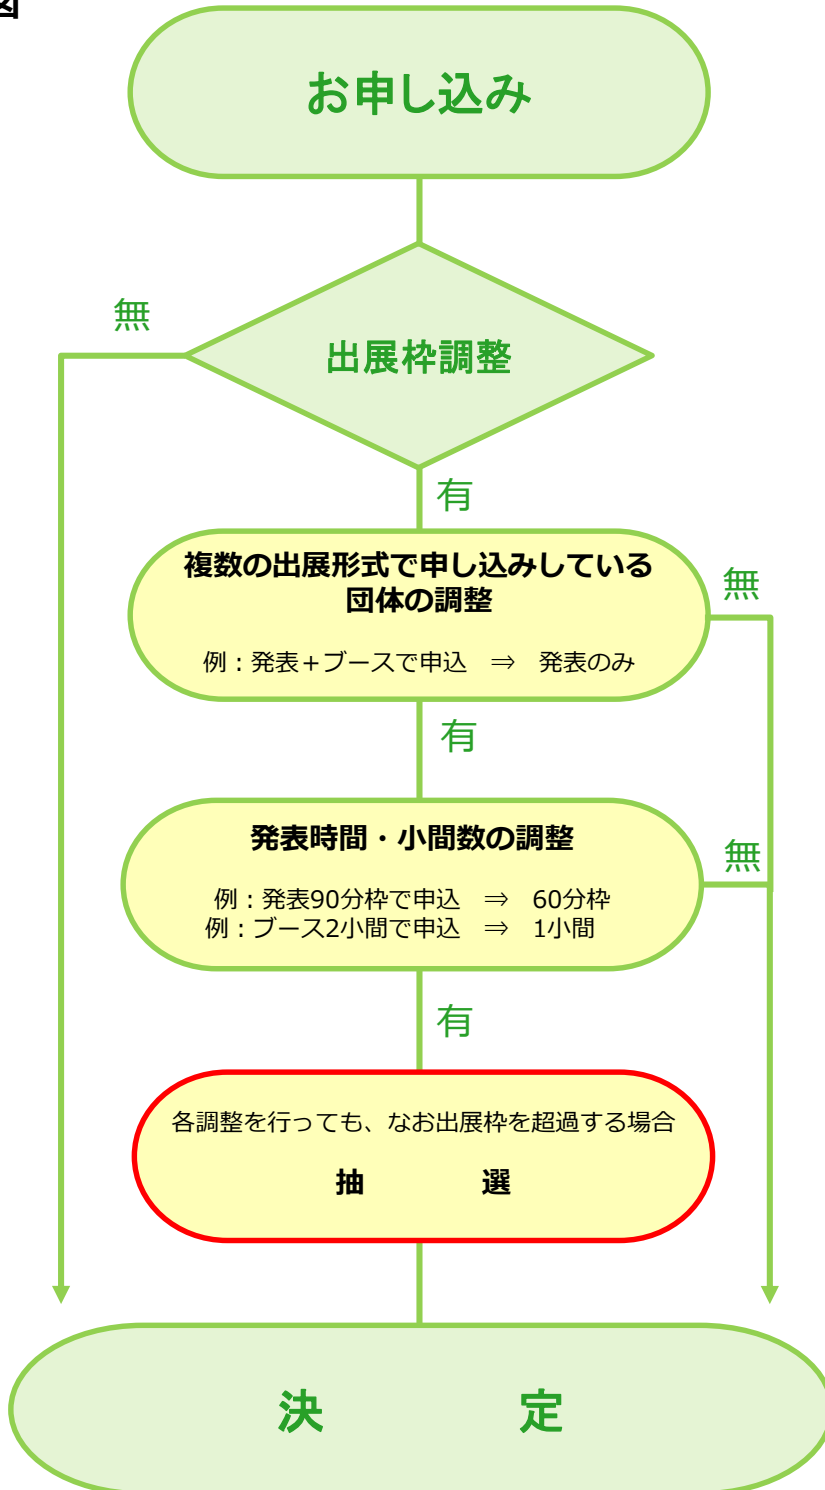 図
お申し込み
無
出展枠調整
有
複数の出展形式で申し込みしている
団体の調整
無
例：発表＋ブースで申込　⇒　発表のみ
有
発表時間・小間数の調整
無
例：発表90分枠で申込　⇒　60分枠
例：ブース2小間で申込　⇒　1小間
有
各調整を行っても、なお出展枠を超過する場合
抽　　　　選
決　　　　定